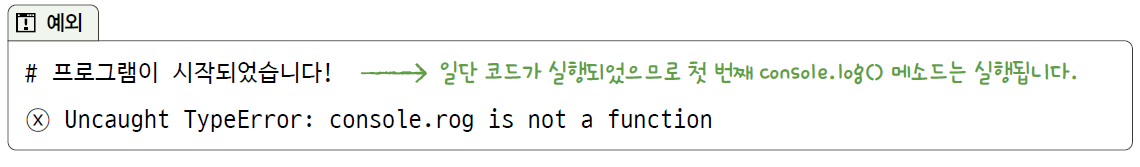 예외
# 프로그램이 시작되었습니다! 일단 코드가 실행되었으므로 첫 번째 console.log() 메소드는 실행됩니다.
ⓧ Uncaught TypeError: console.rog is not a function